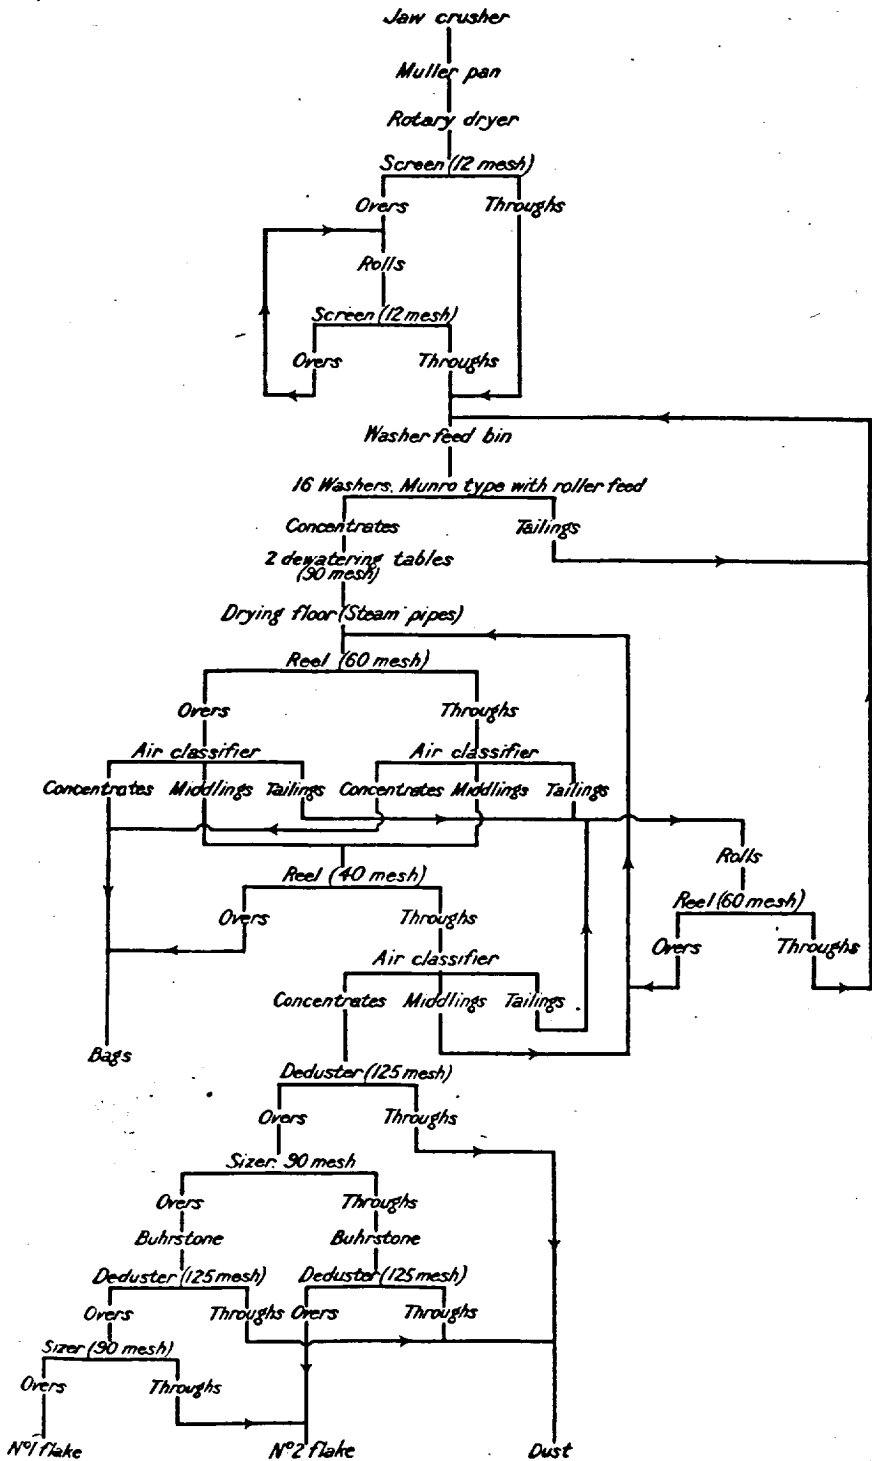 Jaw crusher
Muller pan
Rotary dryer
Screen (12 mesh)
Overs Throughs
Rolls
Screen (12 mesh)
Overs Throughs
Washer feed bin
16 Washers. Munro type with roller feed
Concentrates Tailings
2 dewatering tables
(90 mesh)
Drying floor (Steam pipes)
Reel (60 mesh)
Overs Throughs
Air classifier Air classifier
Concentrates Middlings Tailings Concentrates Middlings Tailings
Rolls
Reel (40 mesh)
Reel (60 mesh)
Overs Throughs
Overs Throughs
Air classifier
Concentrates Middlings Tailings
Bags
Deduster (125 mesh)
Overs Throughs
Sizer. 90 mesh
Overs Throughs
Buhrstone Buhrstone
Deduster (125 mesh) Deduster (125 mesh)
Overs Throughs Overs Throughs
Sizer (90 mesh)
Overs Throughs
Nº1 flake Nº2 flake Dust